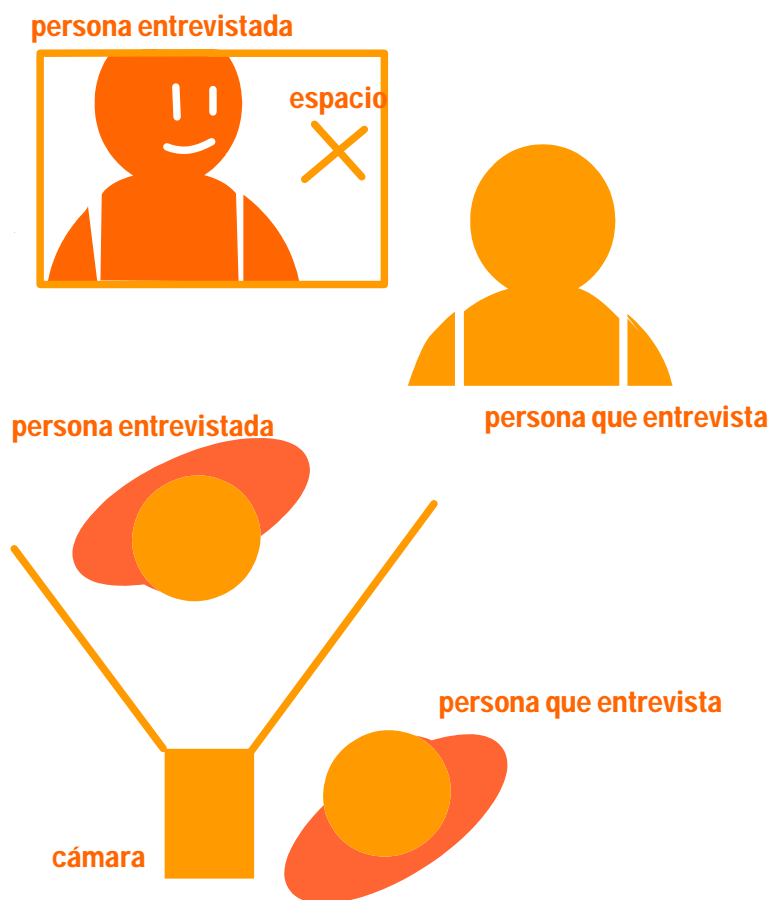 persona entrevistada
espacio
persona que entrevista
persona entrevistada
persona que entrevista
cámara